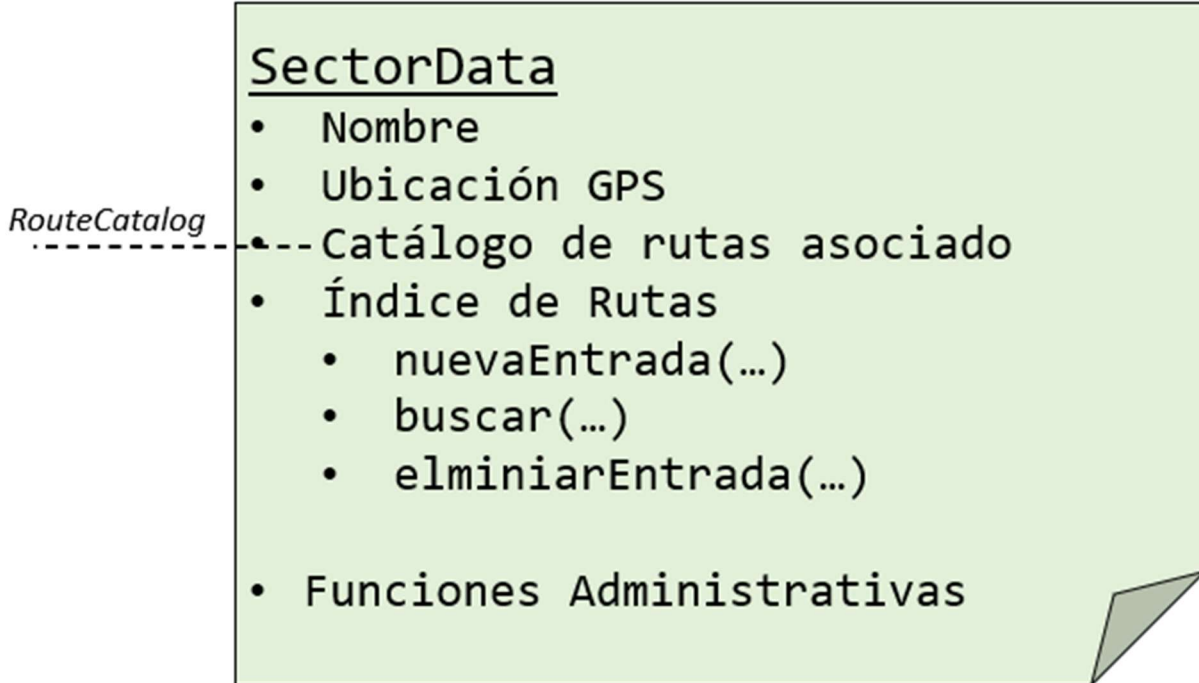 SectorData
• Nombre
• Ubicación GPS
RouteCatalog
• Catálogo de rutas asociado
• Índice de Rutas
• nuevaEntrada(…)
• buscar(…)
• elminiarEntrada(…)
• Funciones Administrativas